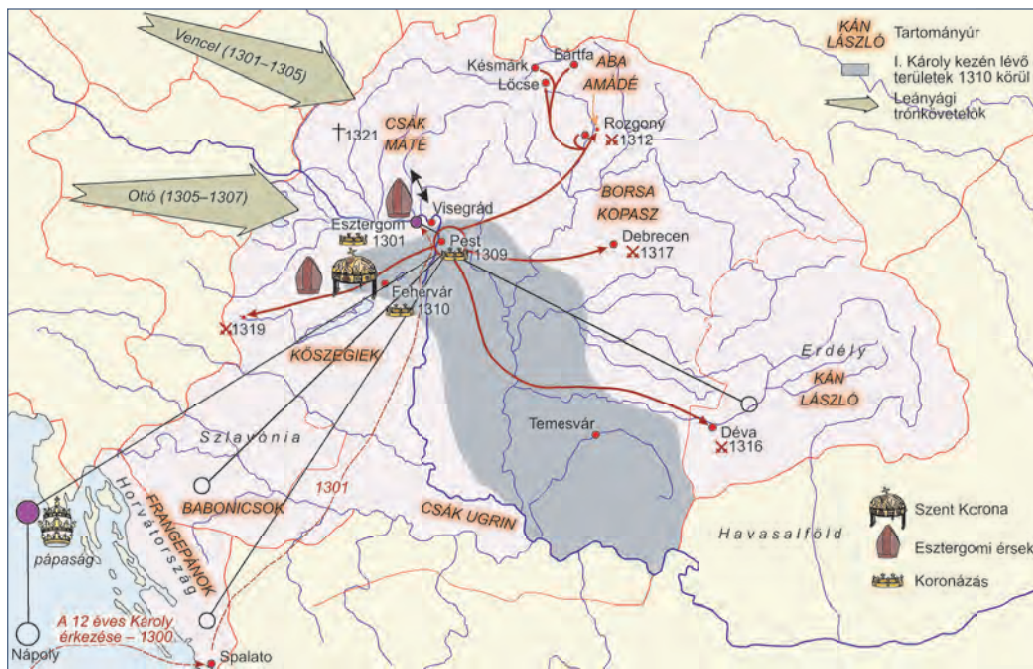 Vencel (1301–1305)
Ottó (1305–1307)
KÁN
LÁSZLÓ
Tartományúr
I. Károly kezén lévő
területek 1310 körül
Leányági
trónkövetelők
Késmárk
Bártfa
Lőcse
ABA
AMÁDÉ
†1321
CSÁK
MÁTÉ
Rozgony
1312
BORSA
KOPASZ
Visegrád
Esztergom
1301
Pest
1309
Debrecen
1317
Fehérvár
1310
1319
KŐSZEGIEK
Erdély
KÁN
LÁSZLÓ
Szlavónia
Temesvár
Déva
1316
1301
BABONICSOK
CSÁK UGRIN
FRANGEPÁNOK
Horvátország
Havasalföld
pápaság
Szent Korona
Esztergomi érsek
Koronázás
A 12 éves Károly
érkezése – 1300
Nápoly
Spalato